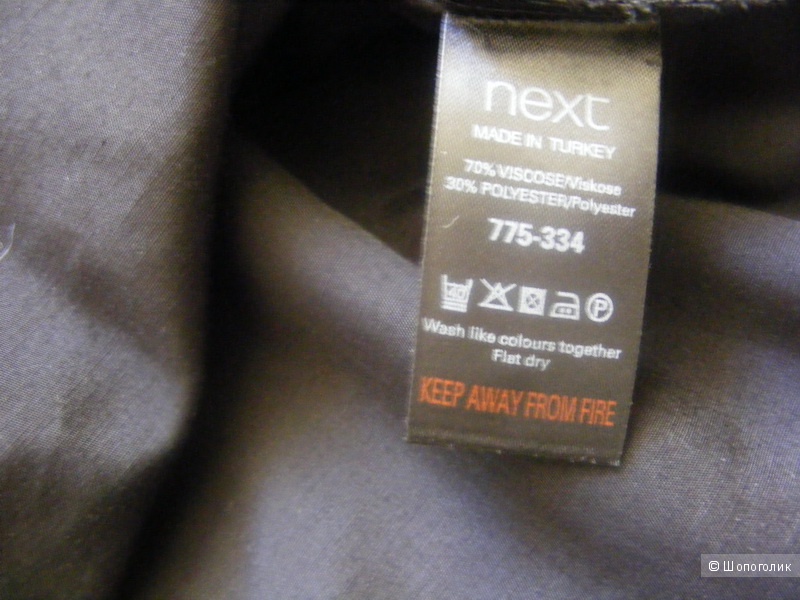 next
MADE IN TURKEY
70% VISCOSE/Viskose
30% POLYESTER/Polyester
775-334
40 P
Wash like colours together
Flat dry
KEEP AWAY FROM FIRE
© Шопоголик